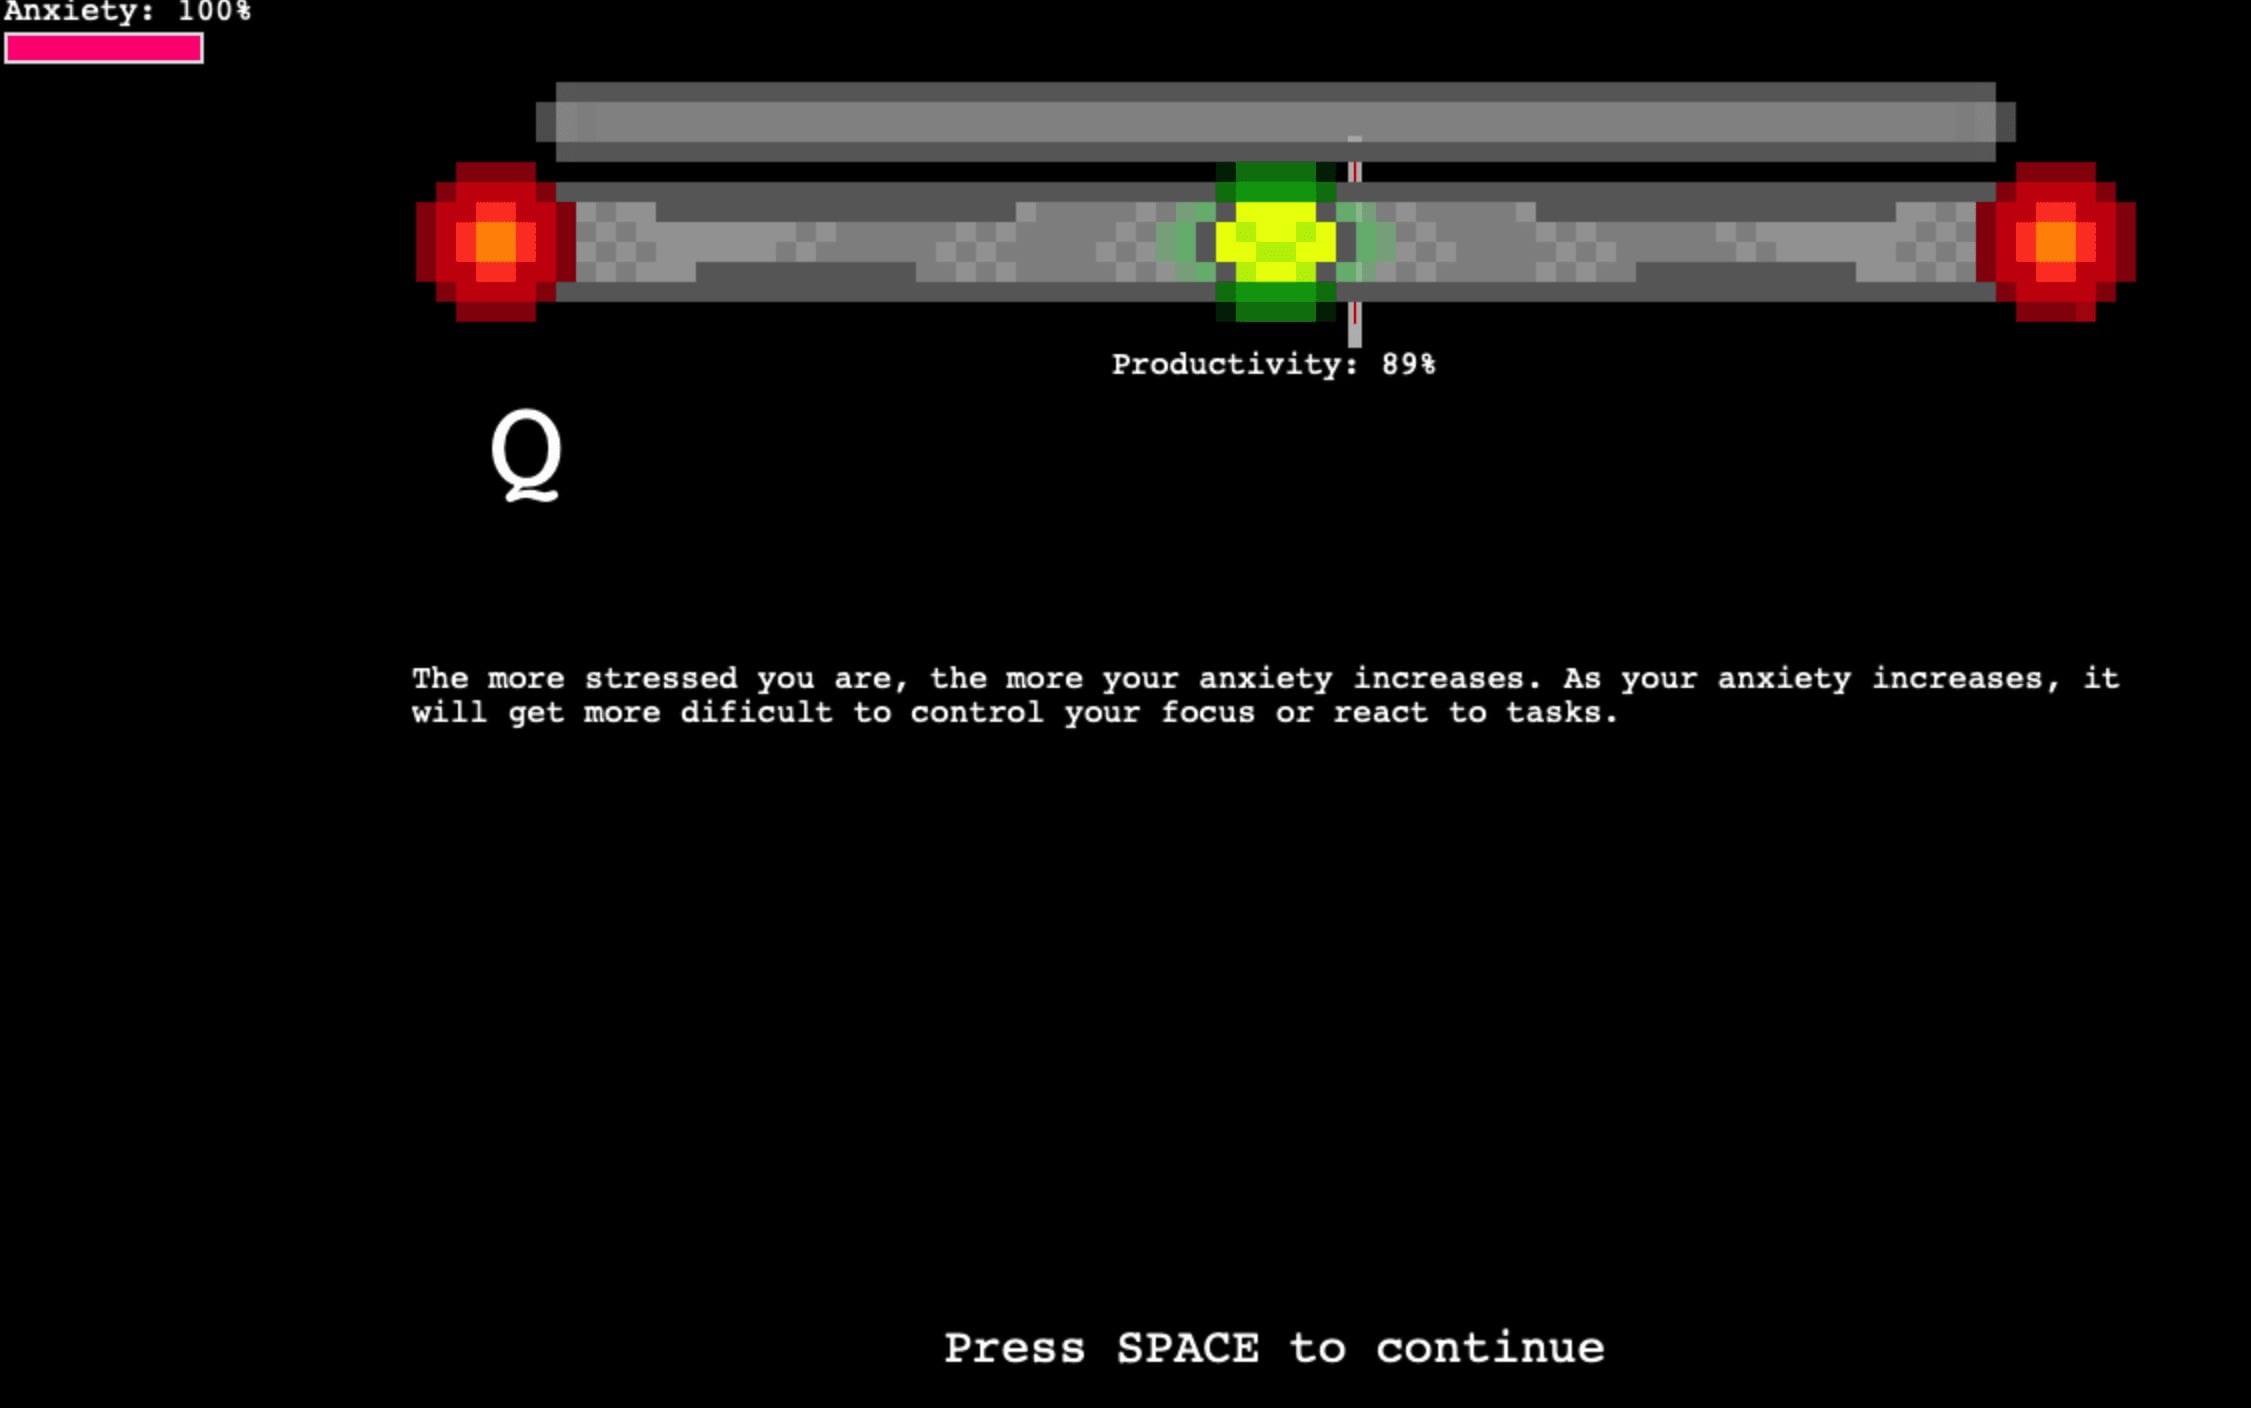 Anxiety: 100%
Productivity: 89%
Q
The more stressed you are, the more your anxiety increases. As your anxiety increases, it
will get more dificult to control your focus or react to tasks.
Press SPACE to continue